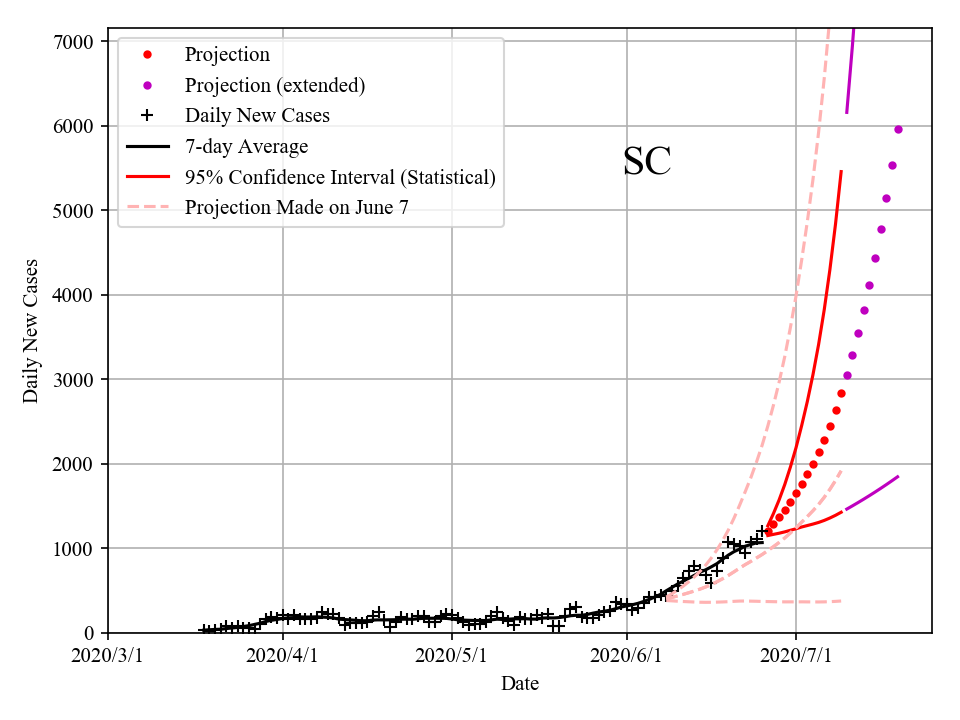 7000
6000
5000
4000
3000
2000
1000
0
Daily New Cases
Projection
Projection (extended)
Daily New Cases
7-day Average
95% Confidence Interval (Statistical)
Projection Made on June 7
SC
2020/3/1 2020/4/1 2020/5/1 2020/6/1 2020/7/1
Date